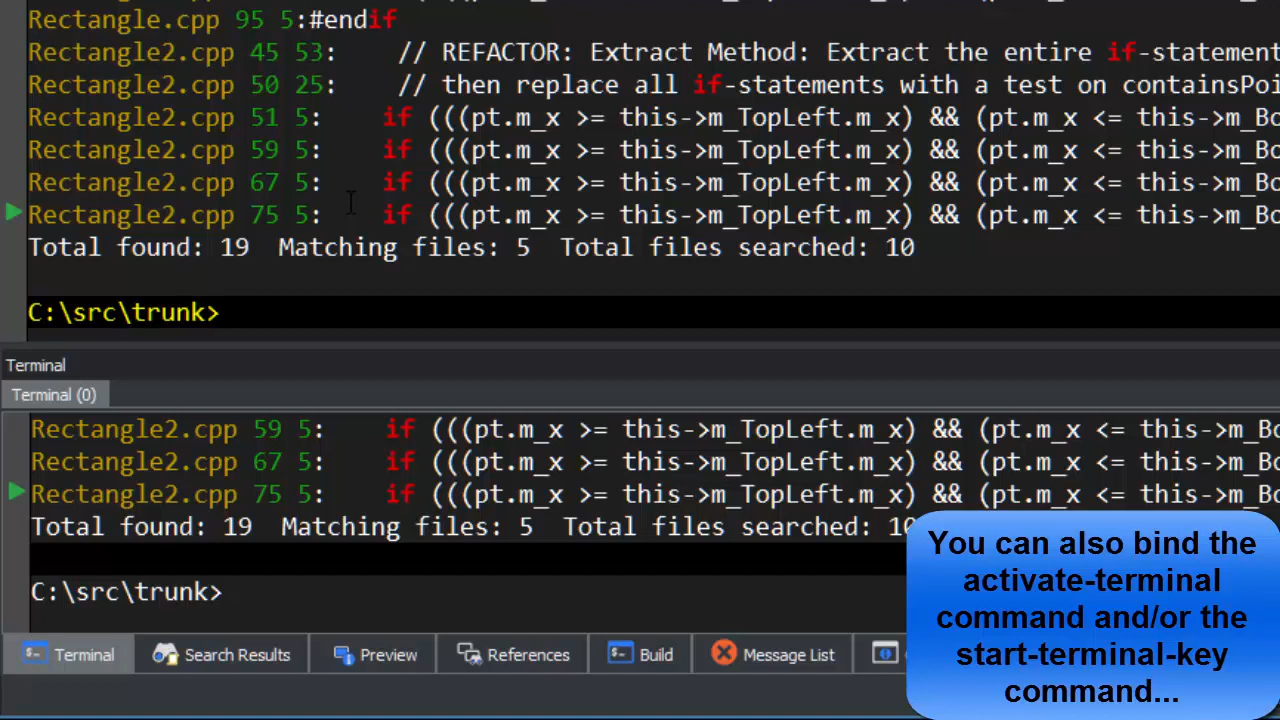 Rectangle.cpp 95 5:#endif
Rectangle2.cpp 45 53:    // REFACTOR: Extract Method: Extract the entire if-statement
Rectangle2.cpp 50 25:    // then replace all if-statements with a test on containsPoi
Rectangle2.cpp 51 5:    if (((pt.m_x >= this->m_TopLeft.m_x) && (pt.m_x <= this->m_Bo
Rectangle2.cpp 59 5:    if (((pt.m_x >= this->m_TopLeft.m_x) && (pt.m_x <= this->m_Bo
Rectangle2.cpp 67 5:    if (((pt.m_x >= this->m_TopLeft.m_x) && (pt.m_x <= this->m_Bo
Rectangle2.cpp 75 5:    if (((pt.m_x >= this->m_TopLeft.m_x) && (pt.m_x <= this->m_Bo
Total found: 19  Matching files: 5  Total files searched: 10
C:\src\trunk>
Terminal
Terminal (0)
Rectangle2.cpp 59 5:    if (((pt.m_x >= this->m_TopLeft.m_x) && (pt.m_x <= this->m_Bo
Rectangle2.cpp 67 5:    if (((pt.m_x >= this->m_TopLeft.m_x) && (pt.m_x <= this->m_Bo
Rectangle2.cpp 75 5:    if (((pt.m_x >= this->m_TopLeft.m_x) && (pt.m_x <= this->m_Bo
Total found: 19  Matching files: 5  Total files searched: 10
C:\src\trunk>
You can also bind the
activate-terminal
command and/or the
start-terminal-key
command...
Terminal Search Results Preview References Build Message List